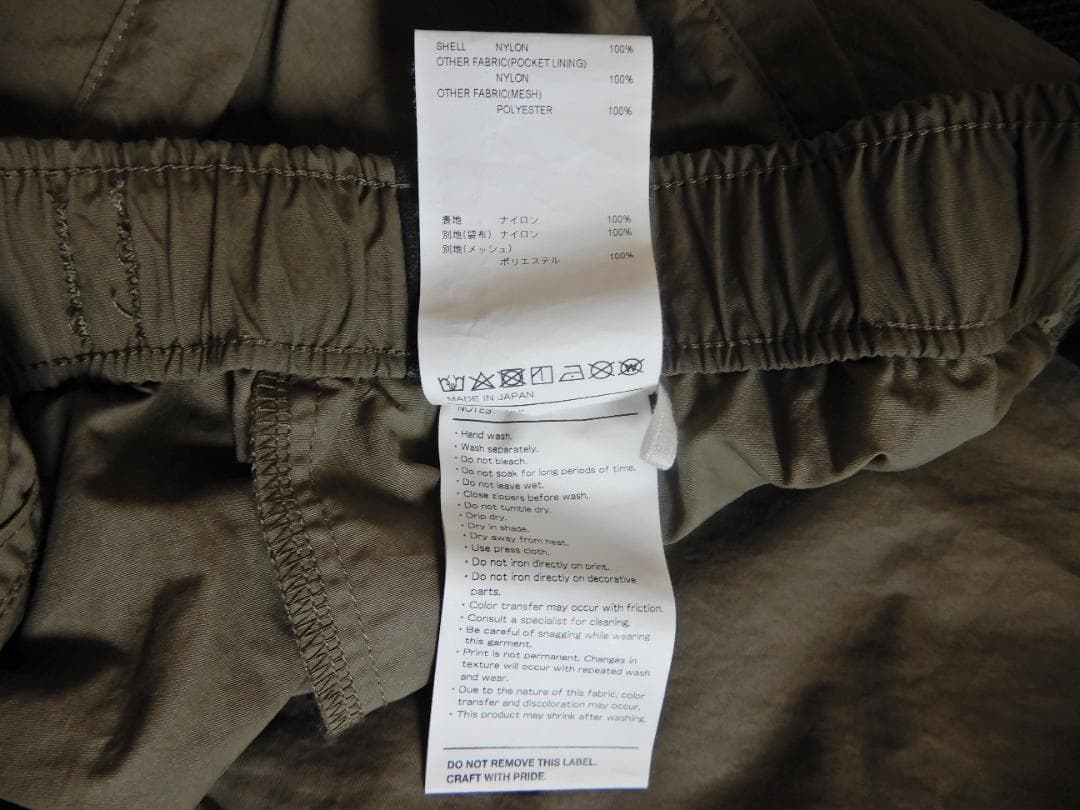 SHELL NYLON 100%
OTHER FABRIC(POCKET LINING)
NYLON 100%
OTHER FABRIC(MESH)
POLYESTER 100%
表地 ナイロン 100%
別地(袋布) ナイロン 100%
別地(メッシュ)
ポリエステル 100%
MADE IN JAPAN
NOTES:
・Hand wash.
・Wash separately.
・Do not bleach.
・Do not soak for long periods of time.
・Do not leave wet.
・Close zippers before wash.
・Do not tumble dry.
・Drip dry.
・Dry in shade.
・Dry away from heat.
・Use press cloth.
・Do not iron directly on print.
・Do not iron directly on decorative
parts.
・Color transfer may occur with friction.
・Consult a specialist for cleaning.
・Be careful of snagging while wearing
this garment.
・Print is not permanent. Changes in
texture will occur with repeated wash
and wear.
・Due to the nature of this fabric, color
transfer and discoloration may occur.
・This product may shrink after washing.
DO NOT REMOVE THIS LABEL.
CRAFT WITH PRIDE.